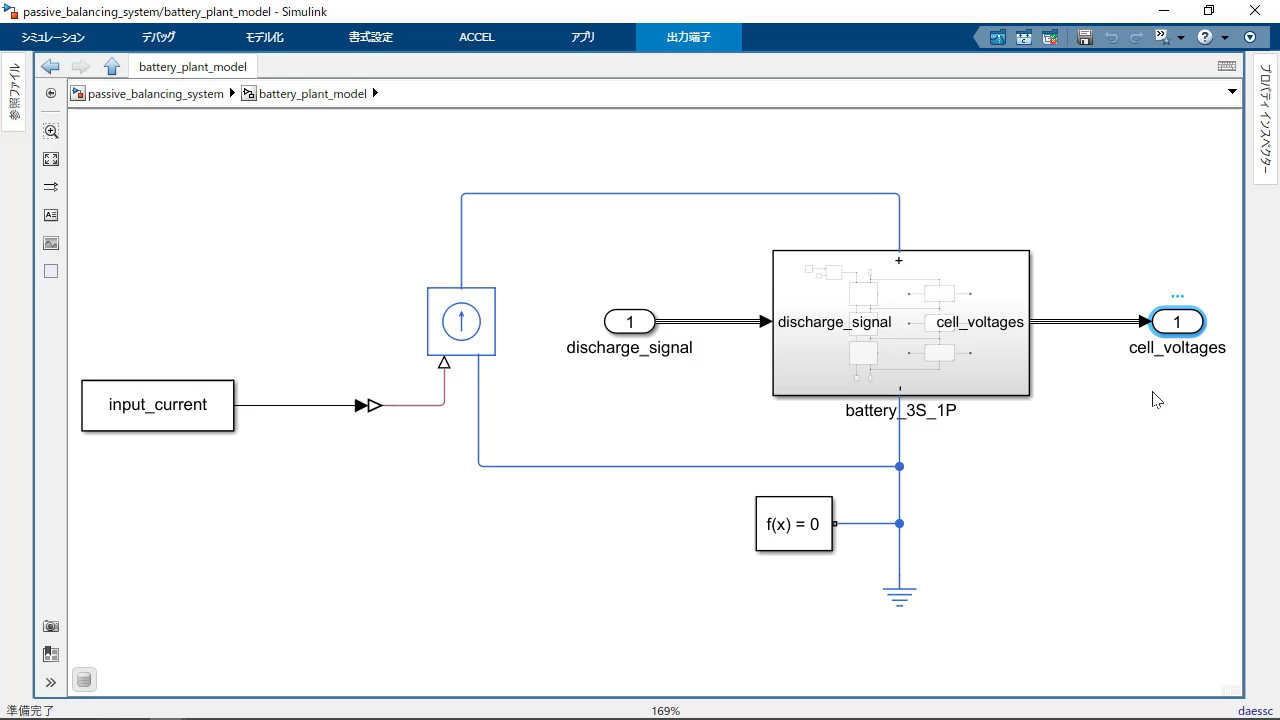 passive_balancing_system/battery_plant_model - Simulink
シミュレーション デバッグ モデル化 書式設定 ACCEL アプリ 出力端子
参照ファイル
battery_plant_model
passive_balancing_system battery_plant_model
プロパティ インスペクター
+
discharge_signal cell_voltages
-
battery_3S_1P
1
discharge_signal
1
cell_voltages
input_current
f(x) = 0
準備完了 169% daessc